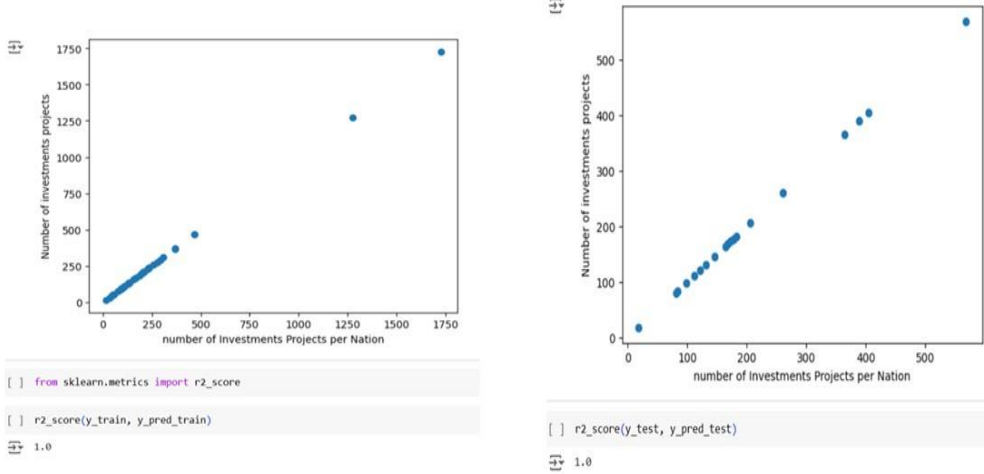 1750
1500
1250
1000
750
500
250
0
Number of investments projects
0 250 500 750 1000 1250 1500 1750
number of Investments Projects per Nation
[ ] from sklearn.metrics import r2_score
[ ] r2_score(y_train, y_pred_train)
1.0
500
400
300
200
100
0
Number of investments projects
0 100 200 300 400 500
number of Investments Projects per Nation
[ ] r2_score(y_test, y_pred_test)
1.0